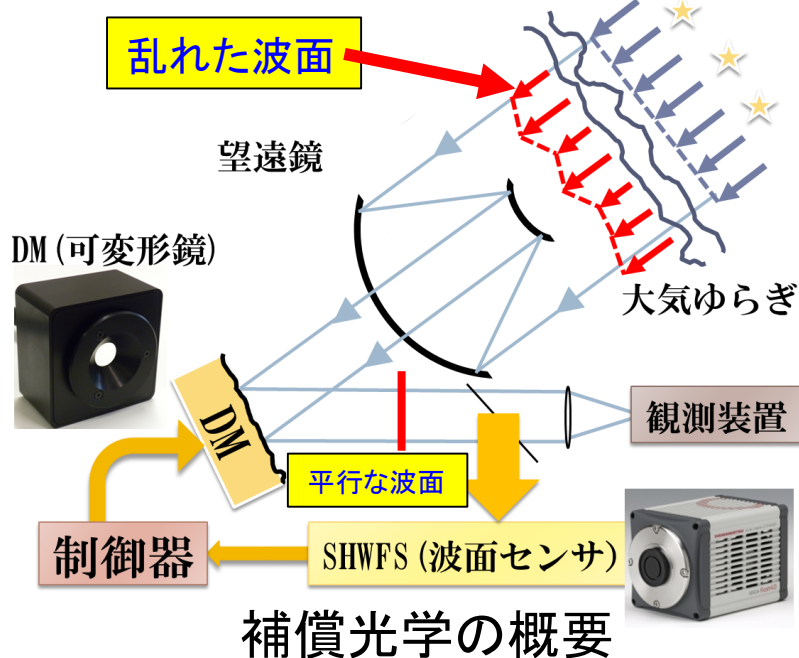 乱れた波面
望遠鏡
DM(可変形鏡)
大気ゆらぎ
DM
観測装置
平行な波面
制御器
SHWFS(波面センサ)
補償光学の概要